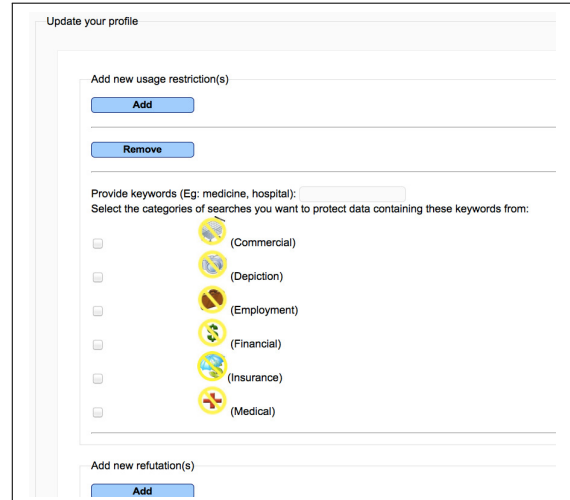 Update your profile
Add new usage restriction(s)
Add
Remove
Provide keywords (Eg: medicine, hospital):
Select the categories of searches you want to protect data containing these keywords from:
(Commercial)
(Depiction)
(Employment)
(Financial)
(Insurance)
(Medical)
Add new refutation(s)
Add